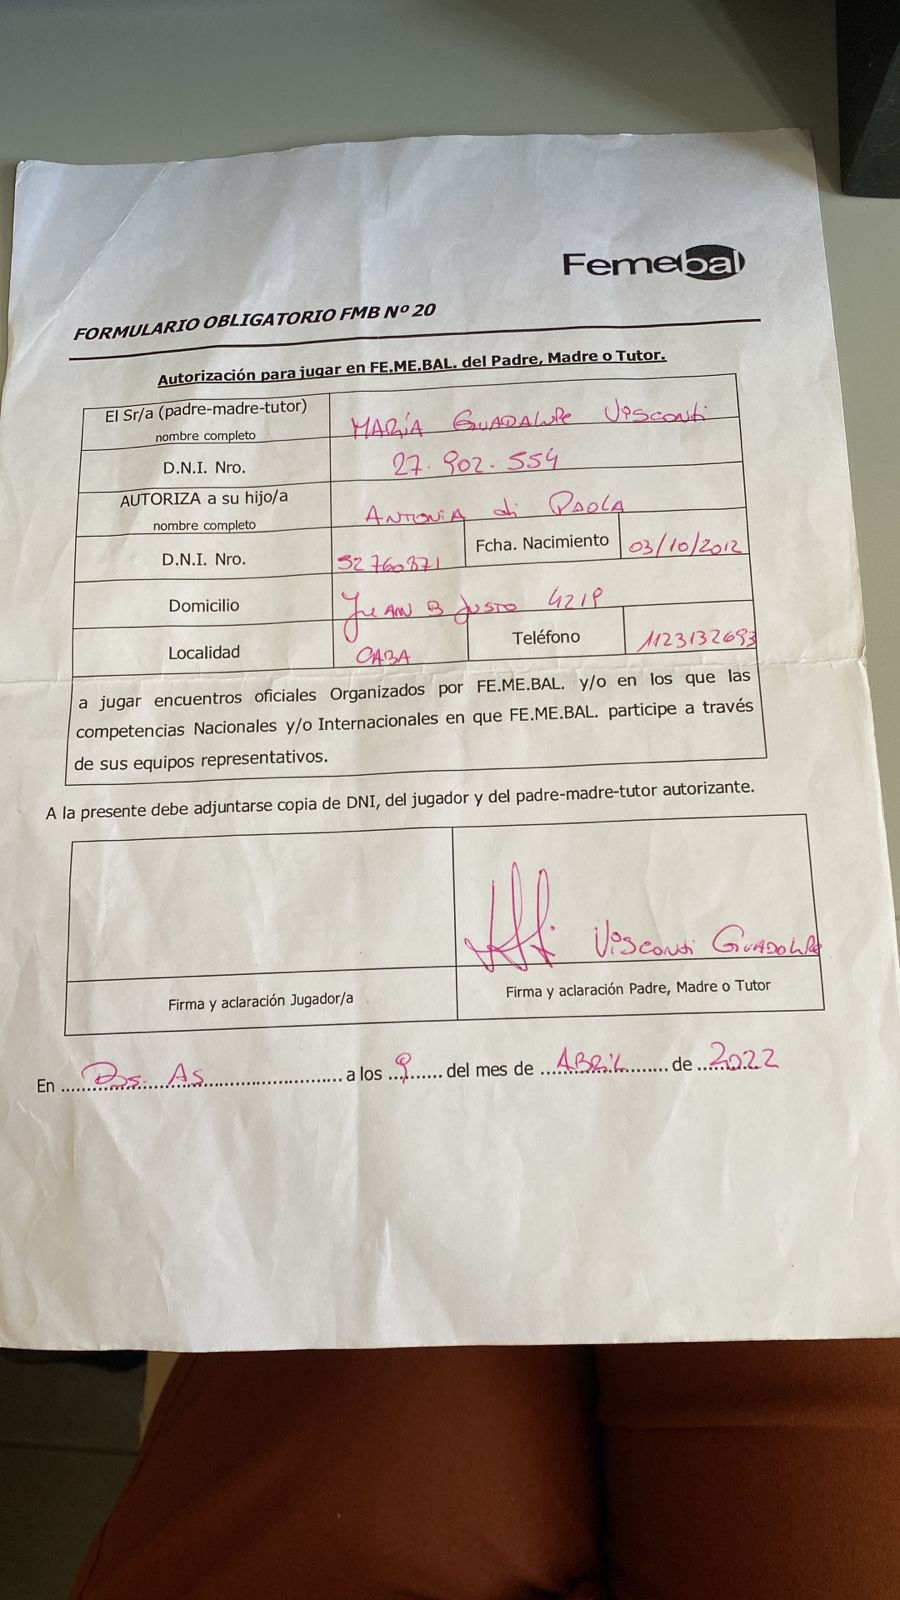 Femebal
FORMULARIO OBLIGATORIO FMB Nº 20
Autorización para jugar en FE.ME.BAL. del Padre, Madre o Tutor.
El Sr/a (padre-madre-tutor) nombre completo MARÍA GUADALUPE VISCONTI
D.N.I. Nro. 27.902.554
AUTORIZA a su hijo/a nombre completo ANTONIA di PAOLA
D.N.I. Nro. 52760871 Fcha. Nacimiento 03/10/2012
Domicilio JUAN B JUSTO 4219
Localidad CABA Teléfono 1123132693
a jugar encuentros oficiales Organizados por FE.ME.BAL. y/o en los que las
competencias Nacionales y/o Internacionales en que FE.ME.BAL. participe a través
de sus equipos representativos.
A la presente debe adjuntarse copia de DNI, del jugador y del padre-madre-tutor autorizante.
VISCONTI GUADALUPE
Firma y aclaración Jugador/a Firma y aclaración Padre, Madre o Tutor
En Bs. As a los 9 del mes de ABRIL de 2022